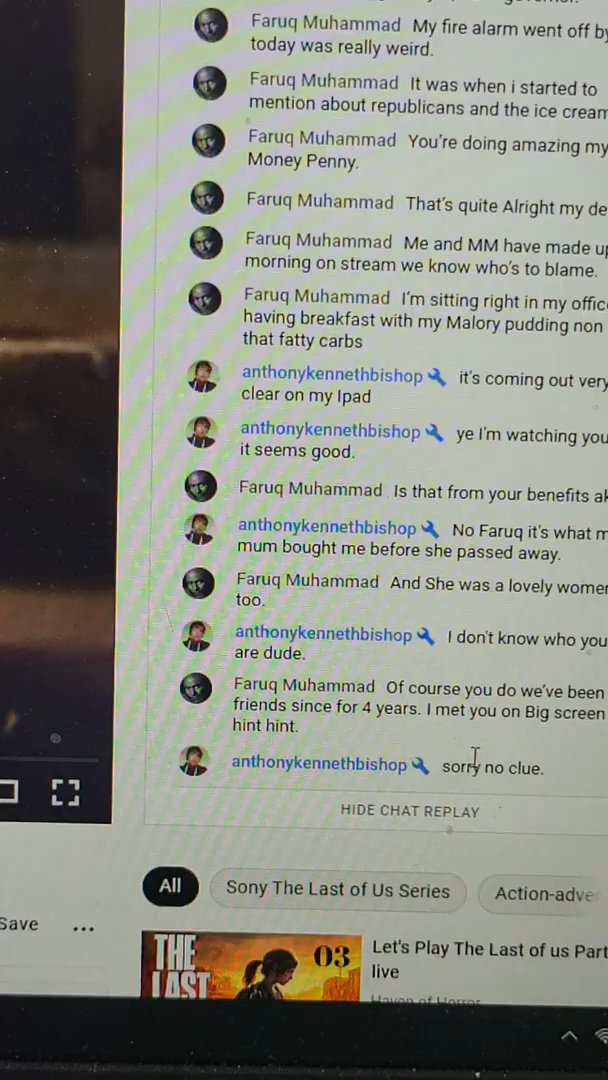 Faruq Muhammad My fire alarm went off by
today was really weird.
Faruq Muhammad It was when i started to
mention about republicans and the ice cream
Faruq Muhammad You're doing amazing my
Money Penny.
Faruq Muhammad That's quite Alright my de
Faruq Muhammad Me and MM have made up
morning on stream we know who's to blame.
Faruq Muhammad I'm sitting right in my offic
having breakfast with my Malory pudding non
that fatty carbs
anthonykennethbishop it's coming out very
clear on my Ipad
anthonykennethbishop ye I'm watching you
it seems good.
Faruq Muhammad Is that from your benefits a
anthonykennethbishop No Faruq it's what m
mum bought me before she passed away.
Faruq Muhammad And She was a lovely women
too.
anthonykennethbishop I don't know who you
are dude.
Faruq Muhammad Of course you do we've been
friends since for 4 years. I met you on Big screen
hint hint.
anthonykennethbishop sorry no clue.
HIDE CHAT REPLAY
All Sony The Last of Us Series Action-adve
Save ...
THE
LAST
03
Let's Play The Last of us Part
live
Haven of Horror